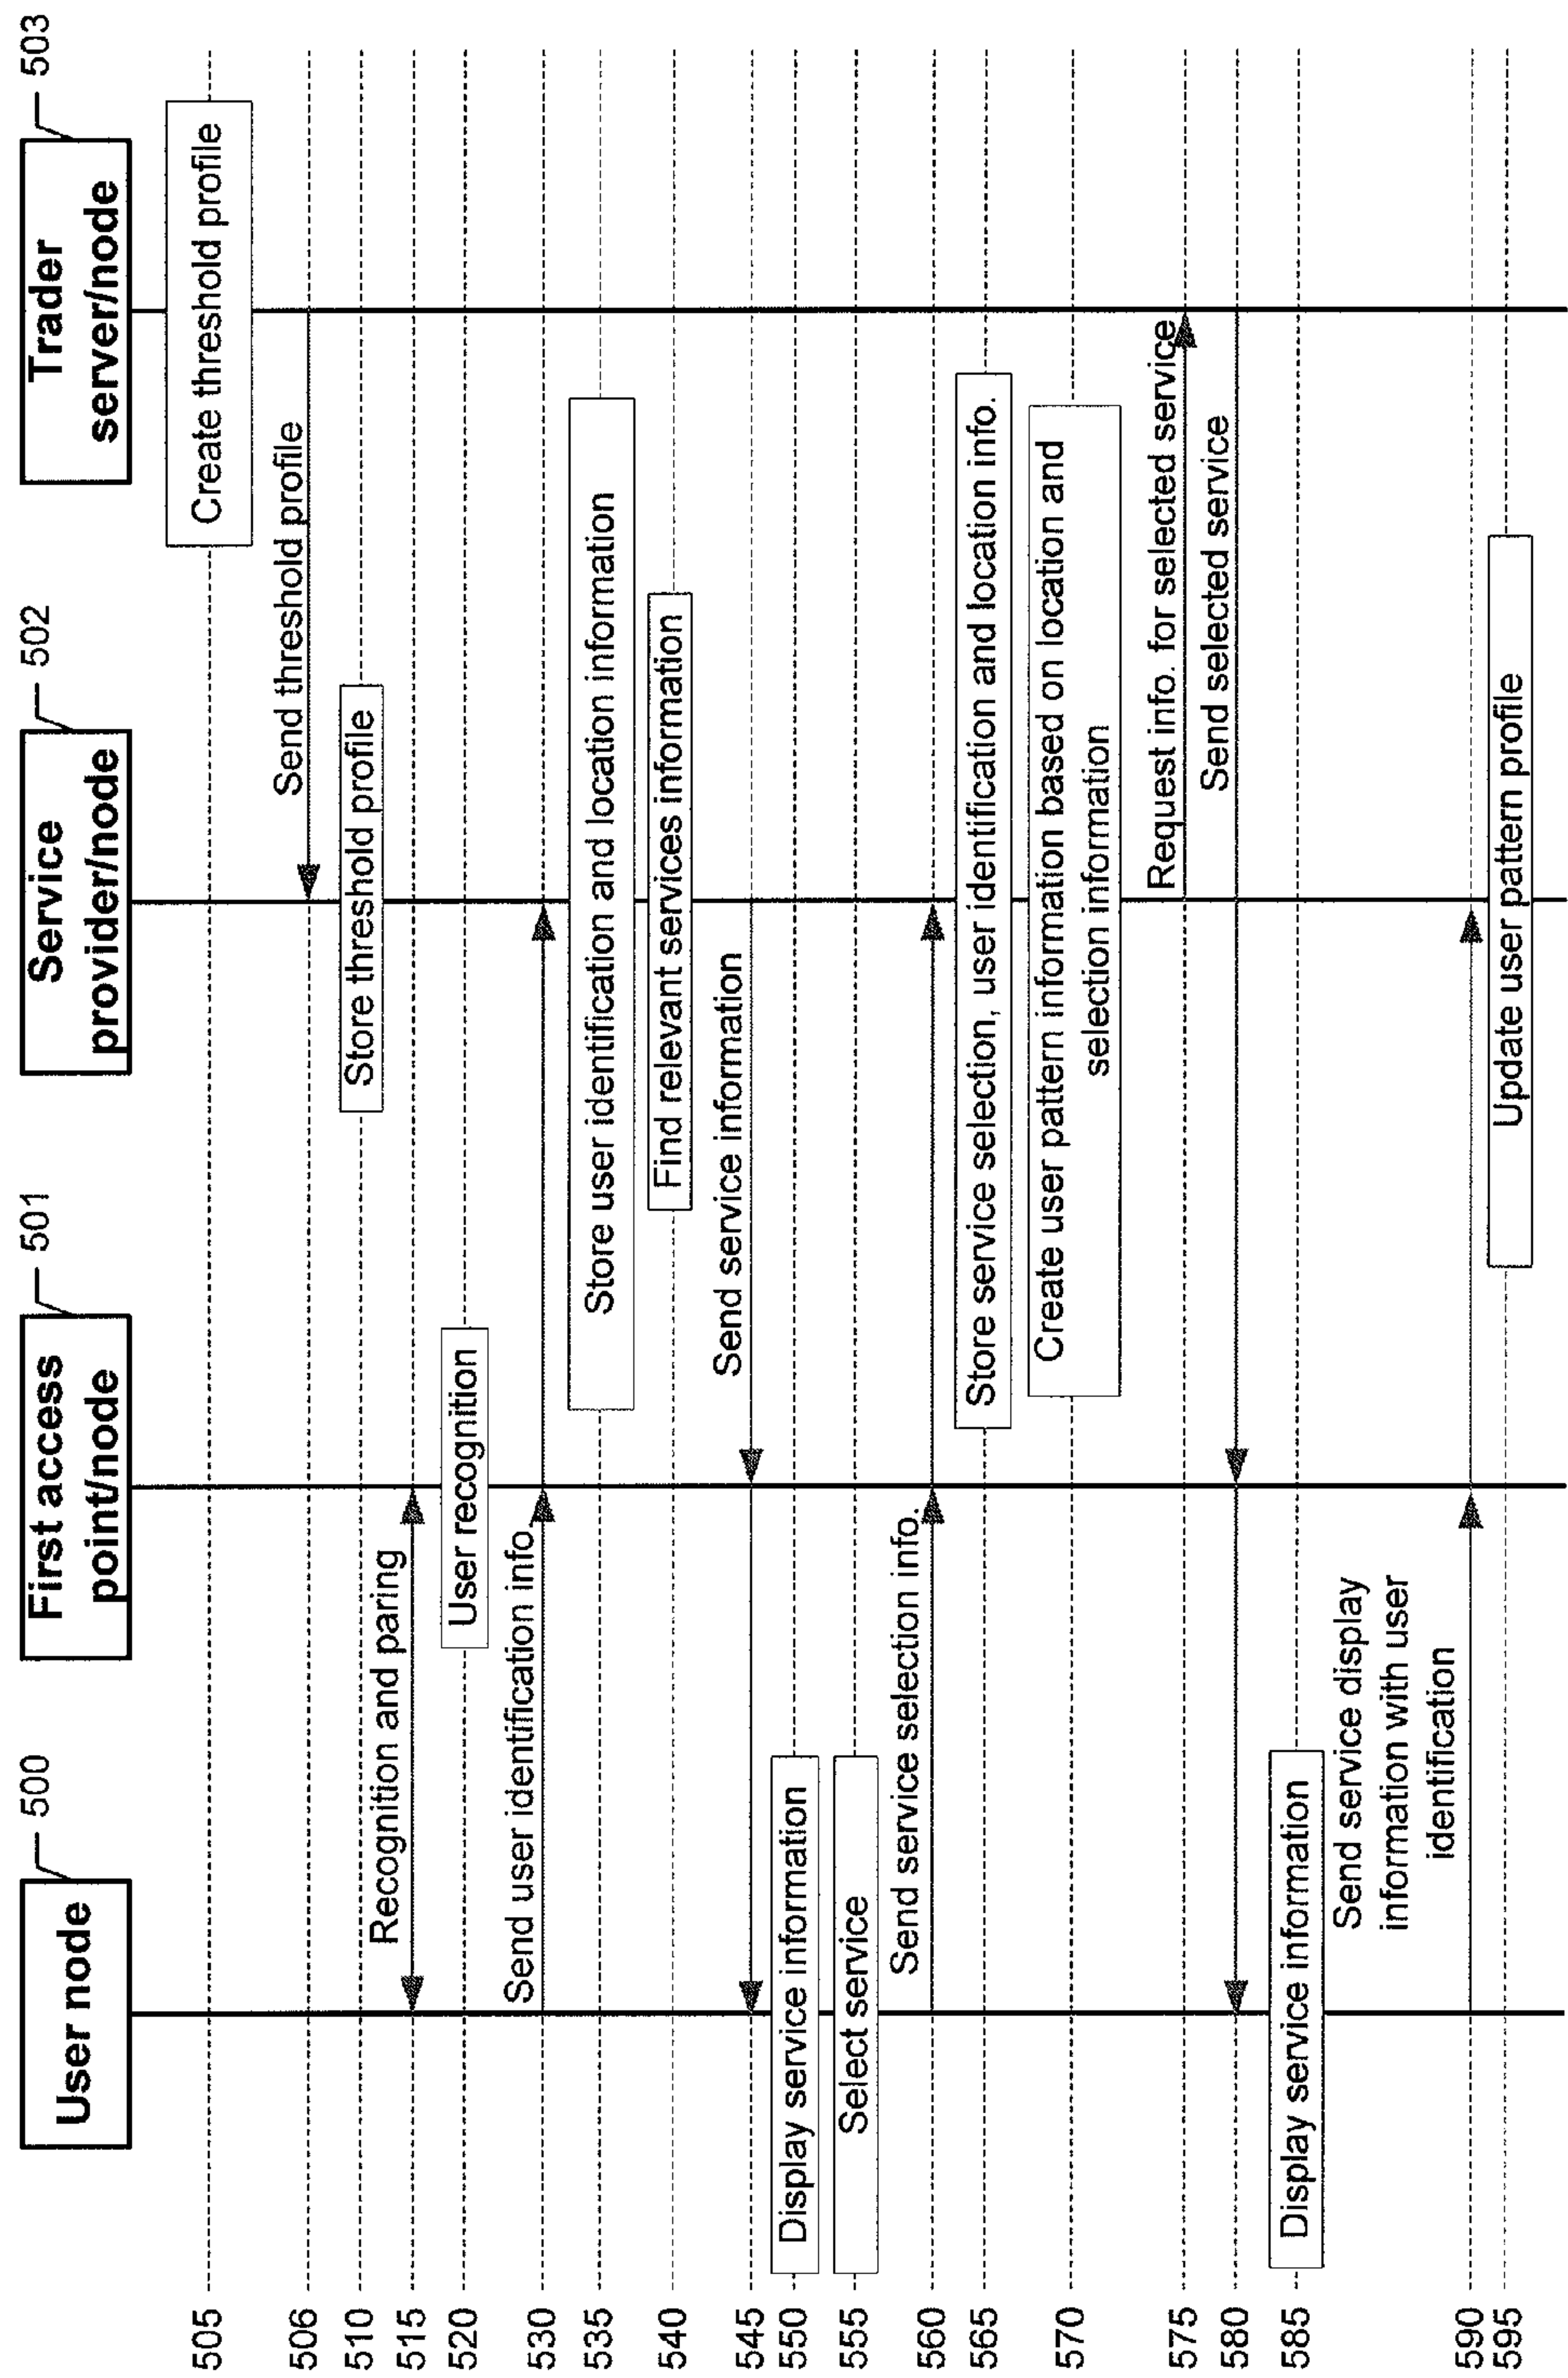 User node
500
First access
point/node
501
Service
provider/node
502
Trader
server/node
503
505
Create threshold profile
506
Send threshold profile
510
Store threshold profile
515
Recognition and paring
520
User recognition
530
Send user identification info.
535
Store user identification and location information
540
Find relevant services information
545
Send service information
550
Display service information
555
Select service
560
Send service selection info.
565
Store service selection, user identification and location info.
570
Create user pattern information based on location and
selection information
575
Request info. for selected service
580
Send selected service
585
Display service information
590
Send service display
information with user
identification
595
Update user pattern profile